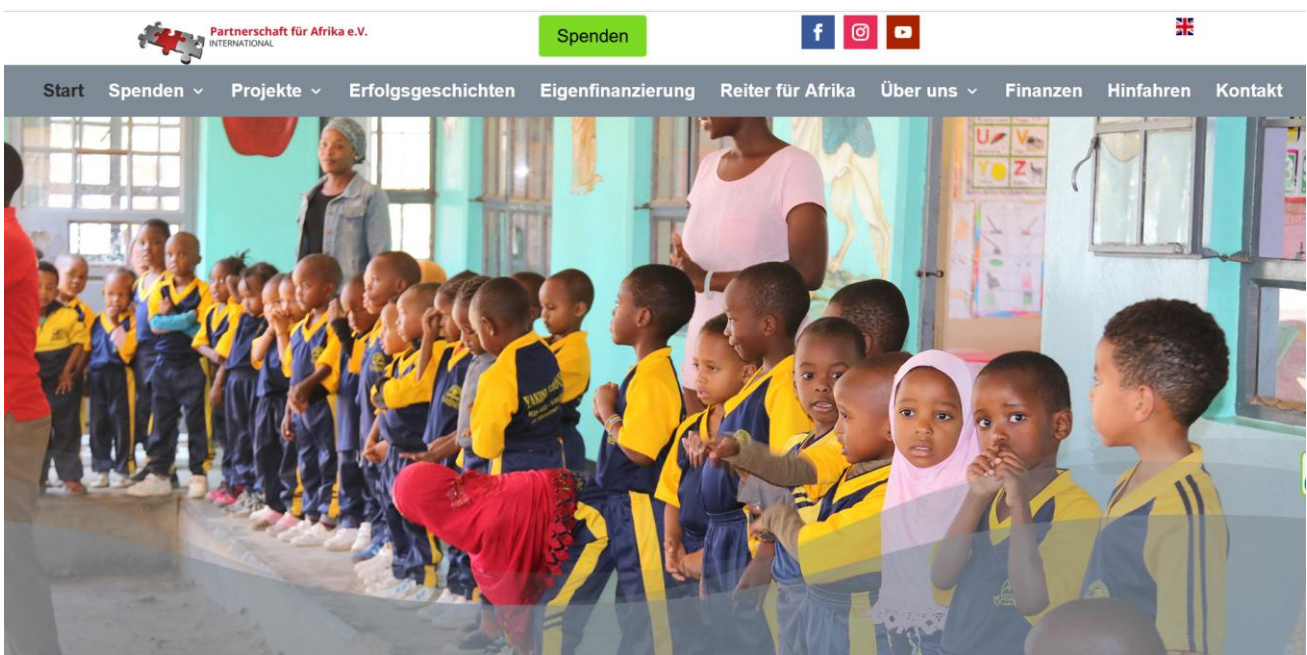 Partnerschaft für Afrika e.V.
INTERNATIONAL
Spenden
Start Spenden Projekte Erfolgsgeschichten Eigenfinanzierung Reiter für Afrika Über uns Finanzen Hinfahren Kontakt
U V
Y Z